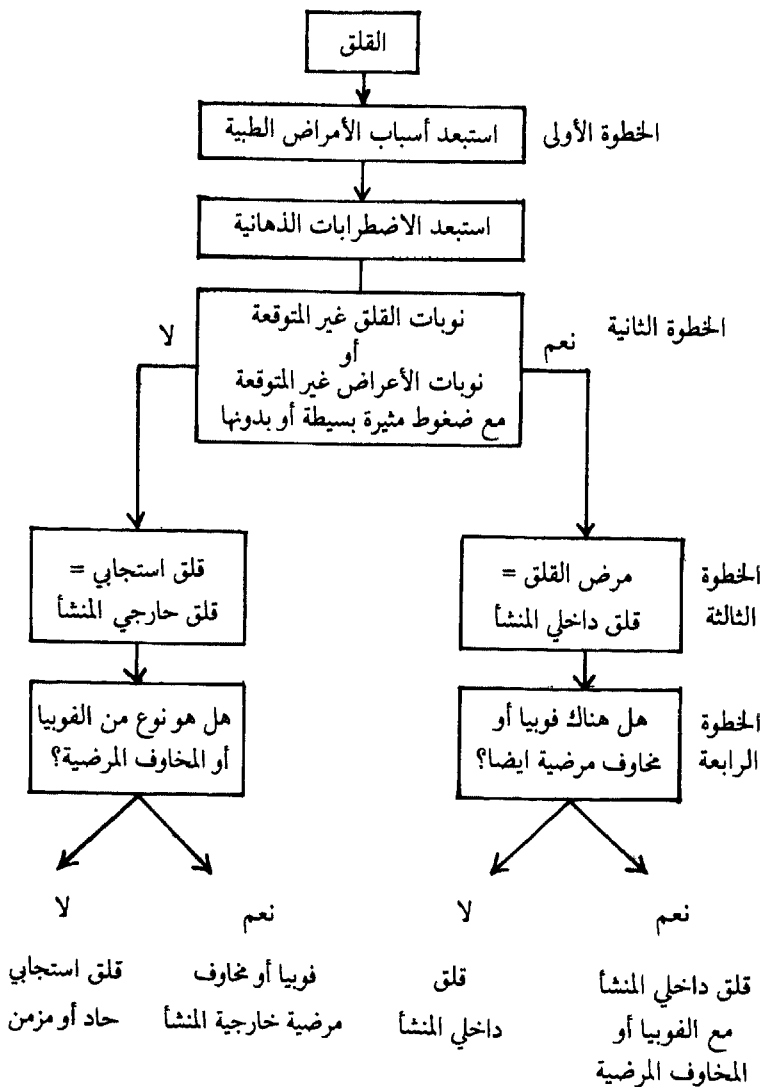 القلق
الخطوة الأولى
استبعد أسباب الأمراض الطبية
استبعد الاضطرابات الذهانية
الخطوة الثانية
نوبات القلق غير المتوقعة
أو
نوبات الأعراض غير المتوقعة
مع ضغوط مثيرة بسيطة أو بدونها
نعم
لا
الخطوة
الثالثة
مرض القلق =
قلق داخلي المنشأ
قلق استجابي =
قلق حارجي المنشأ
الخطوة
الرابعة
هل هناك فوبيا أو
مخاوف مرضية ايضا؟
هل هو نوع من الفوبيا
أو المخاوف المرضية؟
نعم
قلق داخلي المنشأ
مع الفوبيا أو
المخاوف المرضية
لا
قلق
داخلي المنشأ
نعم
فوبيا أو مخاوف
مرضية خارجية المنشأ
لا
قلق استجابي
حاد أو مزمن